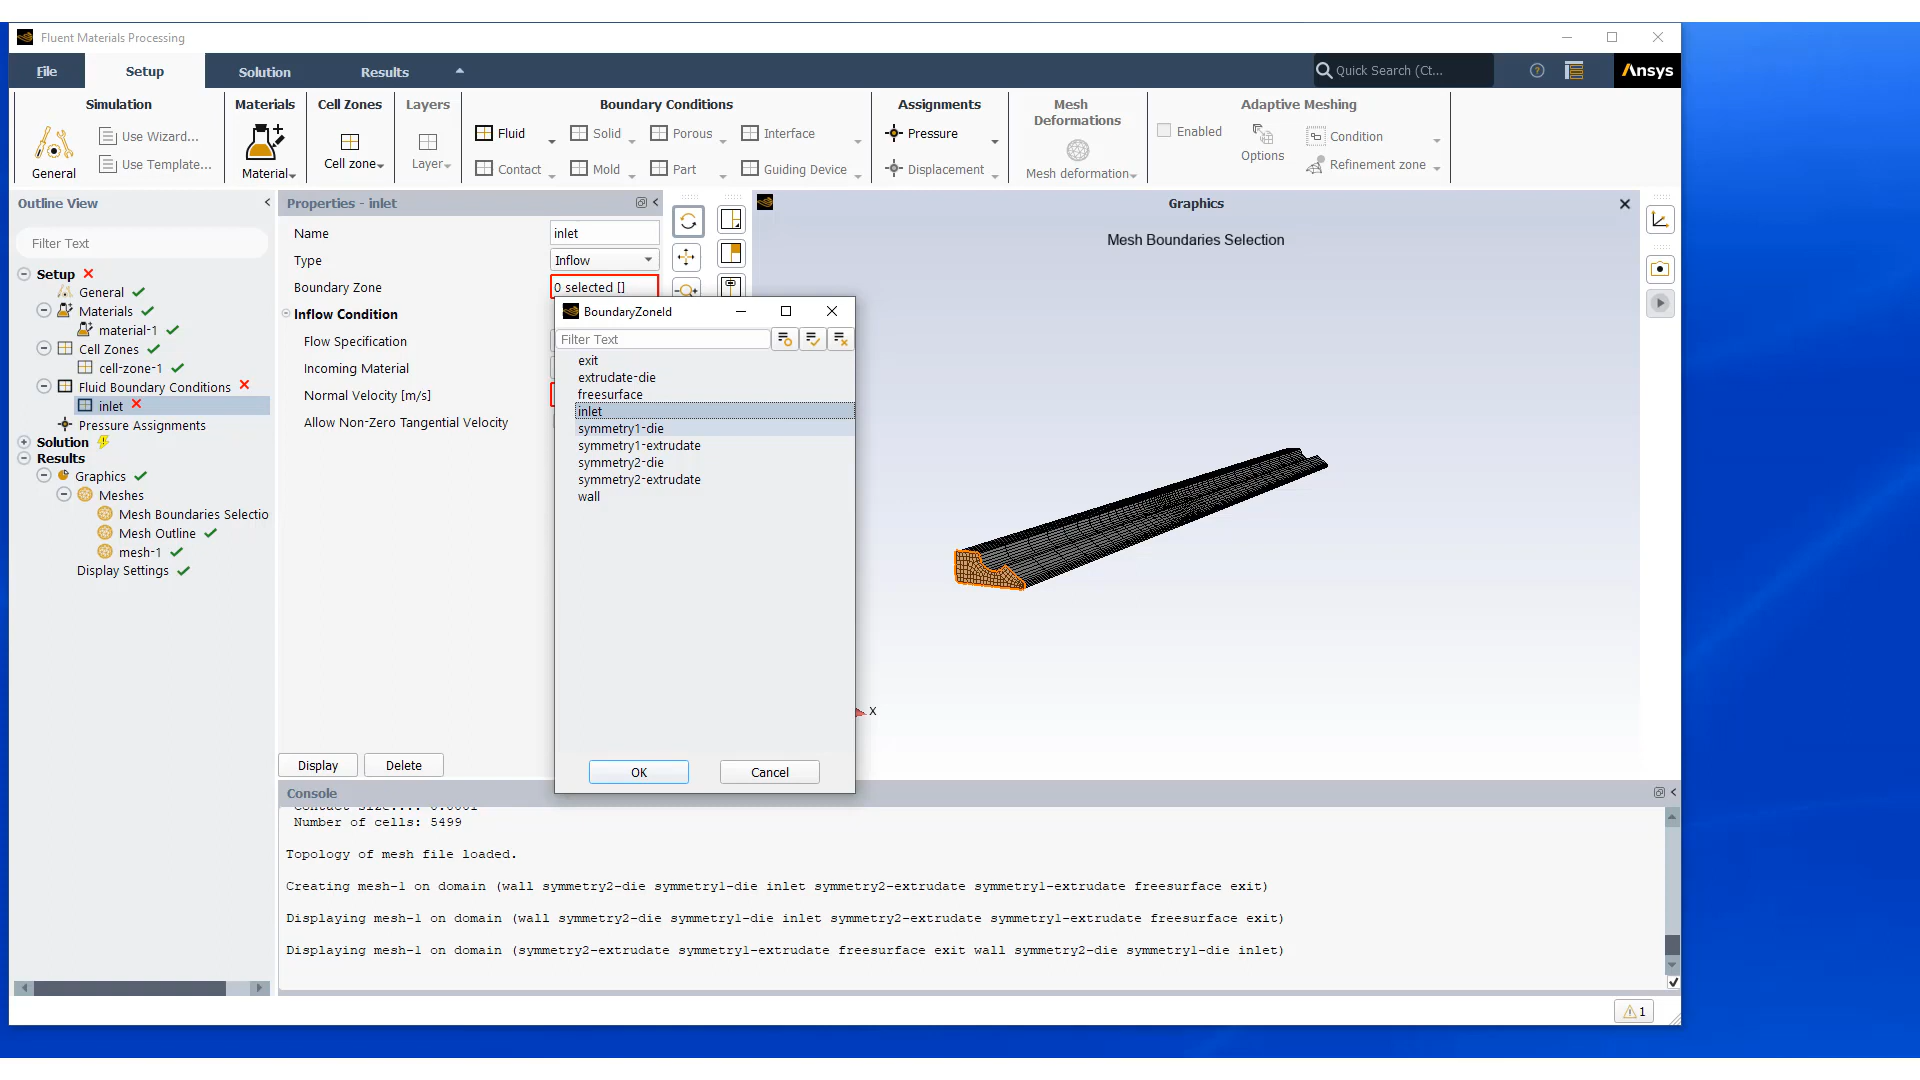 Fluent Materials Processing
File
Setup
Solution
Results
Quick Search (Ct...
Ansys
Simulation
General
Use Wizard...
Use Template...
Materials
Material
Cell Zones
Cell zone
Layers
Layer
Boundary Conditions
Fluid
Solid
Porous
Interface
Contact
Mold
Part
Guiding Device
Assignments
Pressure
Displacement
Mesh
Deformations
Mesh deformation
Adaptive Meshing
Enabled
Options
Condition
Refinement zone
Outline View
Filter Text
Setup
General
Materials
material-1
Cell Zones
cell-zone-1
Fluid Boundary Conditions
inlet
Pressure Assignments
Solution
Results
Graphics
Meshes
Mesh Boundaries Selectio
Mesh Outline
mesh-1
Display Settings
Properties - inlet
Name
inlet
Type
Inflow
Boundary Zone
0 selected []
Inflow Condition
Flow Specification
Incoming Material
Normal Velocity [m/s]
Allow Non-Zero Tangential Velocity
Display
Delete
BoundaryZoneId
Filter Text
exit
extrudate-die
freesurface
inlet
symmetry1-die
symmetry1-extrudate
symmetry2-die
symmetry2-extrudate
wall
OK
Cancel
Graphics
Mesh Boundaries Selection
X
Console
Contact size...: 0.0001
Number of cells: 5499
Topology of mesh file loaded.
Creating mesh-1 on domain (wall symmetry2-die symmetry1-die inlet symmetry2-extrudate symmetry1-extrudate freesurface exit)
Displaying mesh-1 on domain (wall symmetry2-die symmetry1-die inlet symmetry2-extrudate symmetry1-extrudate freesurface exit)
Displaying mesh-1 on domain (symmetry2-extrudate symmetry1-extrudate freesurface exit wall symmetry2-die symmetry1-die inlet)
1